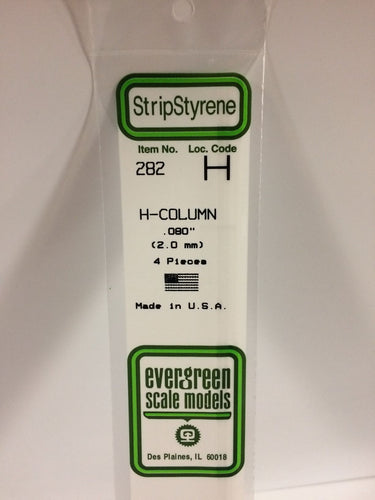 StripStyrene
Item No. Loc. Code
282 H
H-COLUMN
.080"
(2.0 mm)
4 Pieces
Made in U.S.A.
evergreen
scale models
Des Plaines, IL 60018